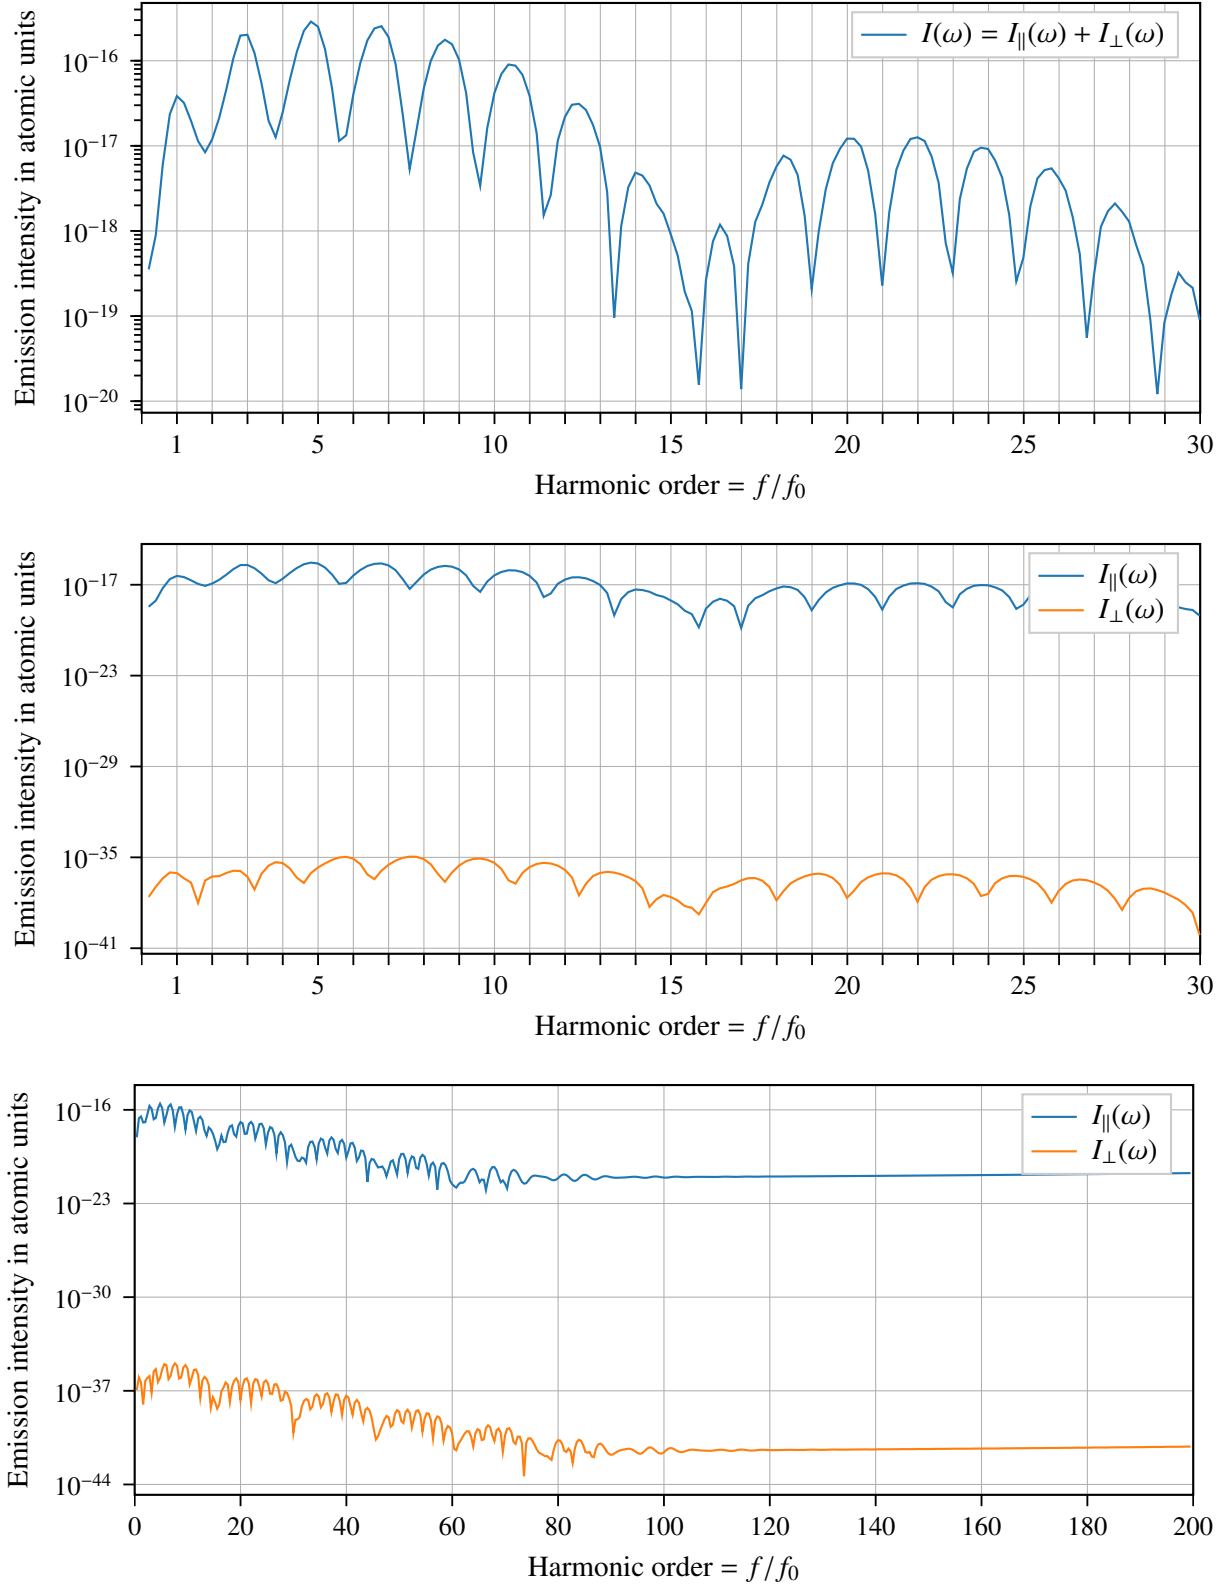 Emission intensity in atomic units
10⁻¹⁶
10⁻¹⁷
10⁻¹⁸
10⁻¹⁹
10⁻²⁰
I(ω) = I∥(ω) + I⊥(ω)
1 5 10 15 20 25 30
Harmonic order = f/f₀
Emission intensity in atomic units
10⁻¹⁷
10⁻²³
10⁻²⁹
10⁻³⁵
10⁻⁴¹
I∥(ω)
I⊥(ω)
1 5 10 15 20 25 30
Harmonic order = f/f₀
Emission intensity in atomic units
10⁻¹⁶
10⁻²³
10⁻³⁰
10⁻³⁷
10⁻⁴⁴
I∥(ω)
I⊥(ω)
0 20 40 60 80 100 120 140 160 180 200
Harmonic order = f/f₀